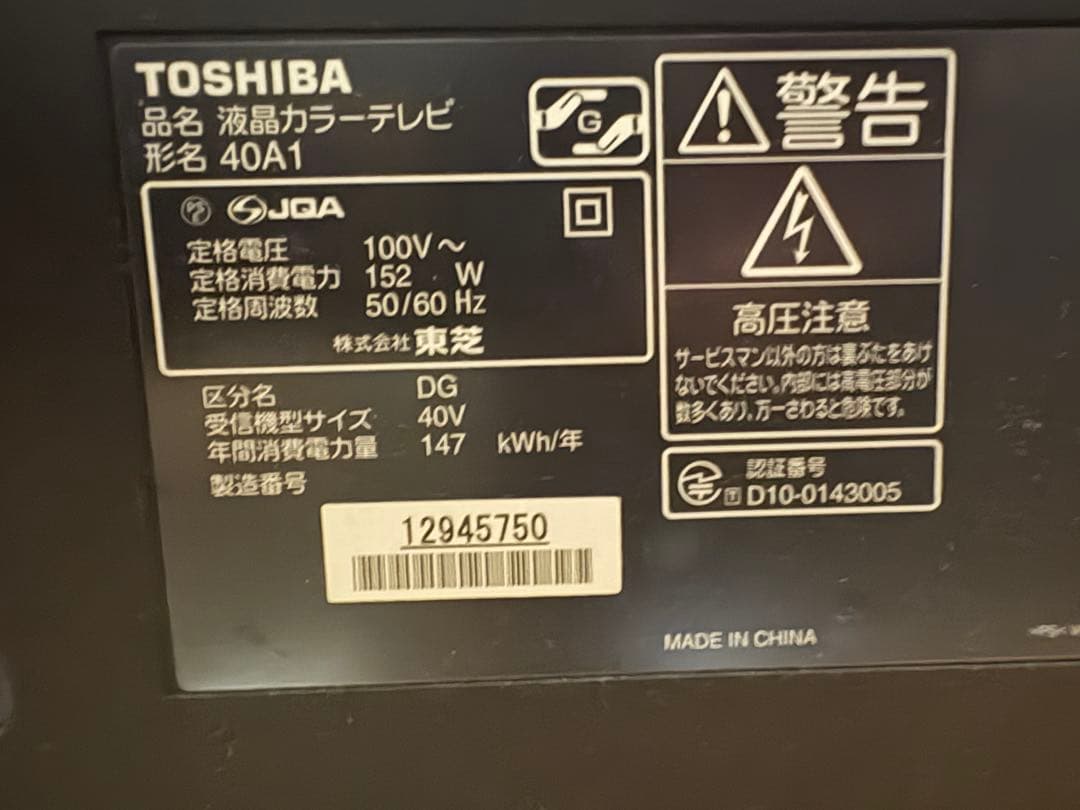 TOSHIBA
品名 液晶カラーテレビ
形名 40A1
G
JQA
定格電圧 100V～
定格消費電力 152 W
定格周波数 50/60 Hz
株式会社 東芝
区分名 DG
受信機型サイズ 40V
年間消費電力量 147 kWh/年
製造番号
12945750
警告
高圧注意
サービスマン以外の方は裏ぶたをあけ
ないでください。内部には高電圧部分が
数多くあり、万一さわると危険です。
認証番号
T D10-0143005
MADE IN CHINA